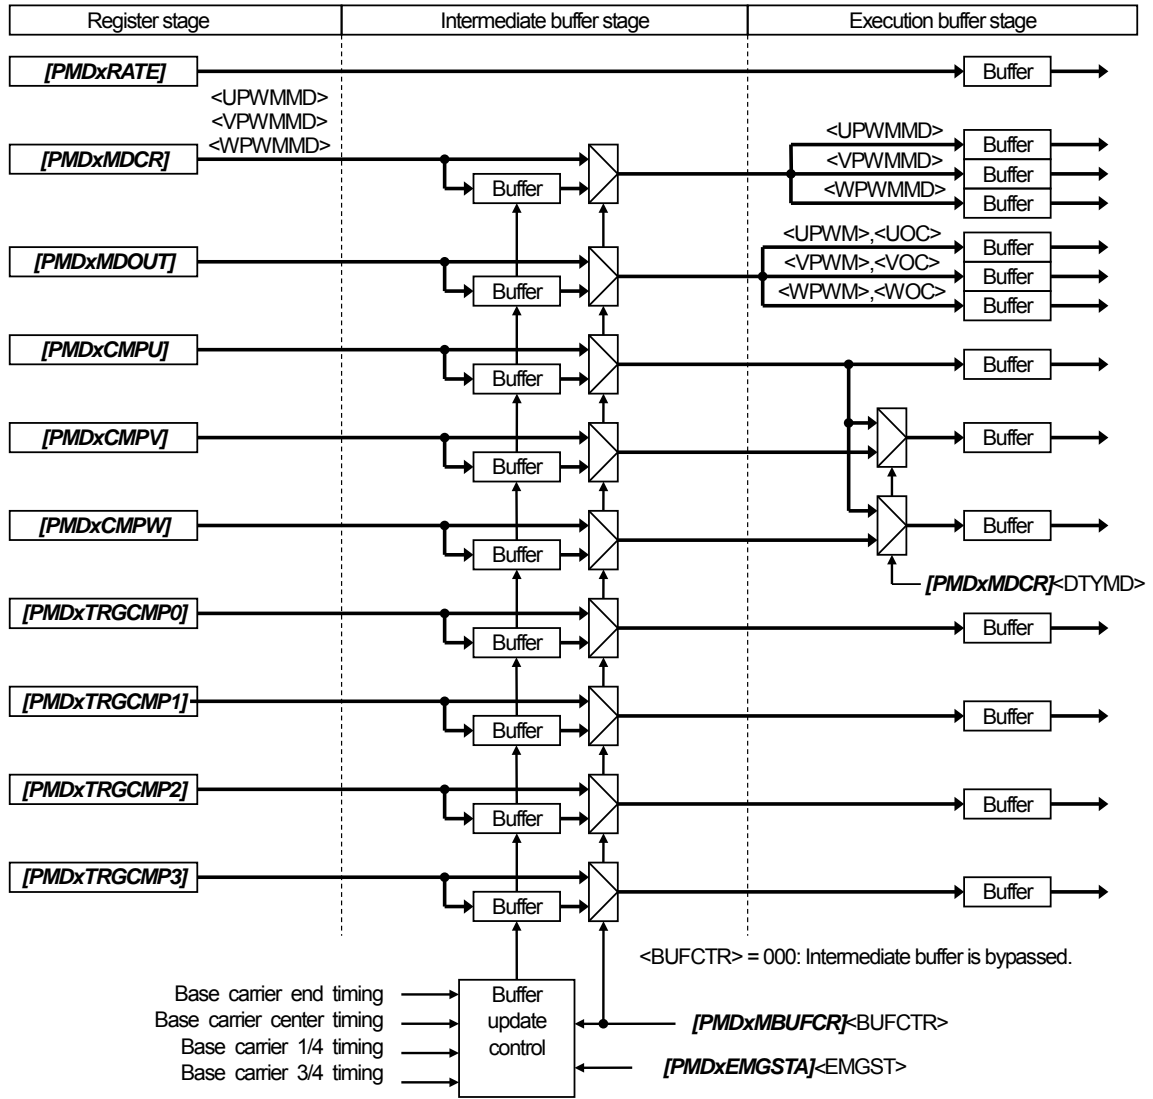 Register stage Intermediate buffer stage Execution buffer stage
[PMDxRATE] Buffer
<UPWMMD>
<VPWMMD>
<WPWMMD>
[PMDxMDCR] Buffer
<UPWMMD> Buffer
<VPWMMD> Buffer
<WPWMMD> Buffer
[PMDxMDOUT] Buffer
<UPWM>,<UOC> Buffer
<VPWM>,<VOC> Buffer
<WPWM>,<WOC> Buffer
[PMDxCMPU] Buffer Buffer
[PMDxCMPV] Buffer Buffer
[PMDxCMPW] Buffer Buffer
[PMDxMDCR]<DTYMD>
[PMDxTRGCMP0] Buffer Buffer
[PMDxTRGCMP1] Buffer Buffer
[PMDxTRGCMP2] Buffer Buffer
[PMDxTRGCMP3] Buffer Buffer
<BUFCTR> = 000: Intermediate buffer is bypassed.
Base carrier end timing
Base carrier center timing
Base carrier 1/4 timing
Base carrier 3/4 timing
Buffer
update
control
[PMDxMBUFCR]<BUFCTR>
[PMDxEMGSTA]<EMGST>